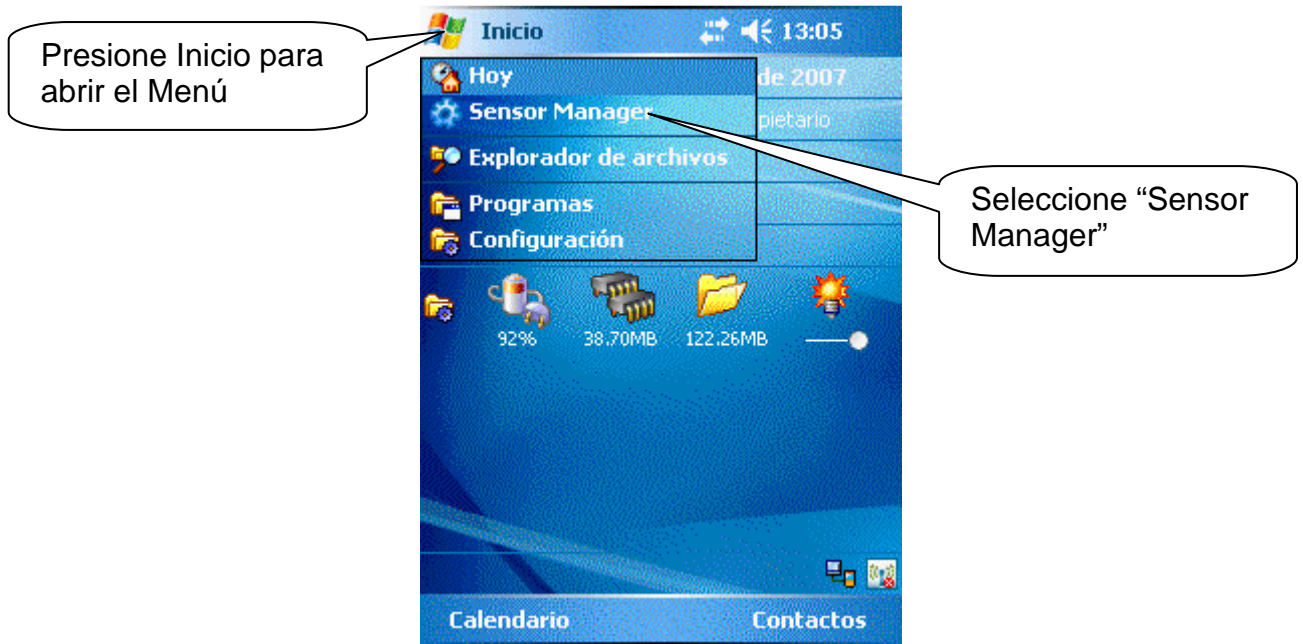 Presione Inicio para
abrir el Menú
Inicio
13:05
Hoy
de 2007
Sensor Manager
pietario
Explorador de archivos
Programas
Configuración
Seleccione “Sensor
Manager”
92%
38.70MB
122.26MB
Calendario
Contactos